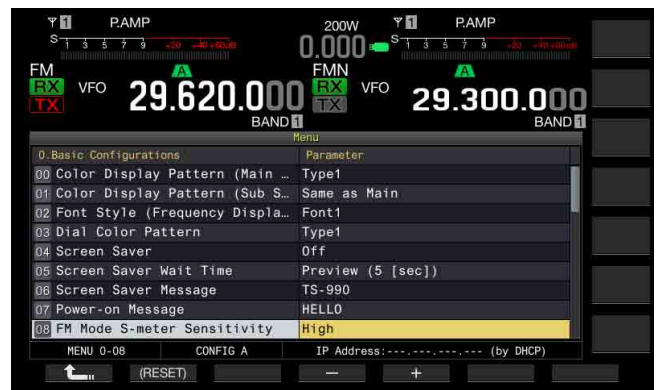 1 P.AMP 200W 1 P.AMP
S 1 3 5 7 9 +20 +40 +60dB 0.000 S 1 3 5 7 9 +20 +40 +60dB
FM A FMN A
RX TX VFO 29.620.000 RX TX VFO 29.300.000
BAND 1 BAND 1
Menu
0.Basic Configurations Parameter
00 Color Display Pattern (Main … Type1
01 Color Display Pattern (Sub S… Same as Main
02 Font Style (Frequency Displa… Font1
03 Dial Color Pattern Type1
04 Screen Saver Off
05 Screen Saver Wait Time Preview (5 [sec])
06 Screen Saver Message TS-990
07 Power-on Message HELLO
08 FM Mode S-meter Sensitivity High
MENU 0-08 CONFIG A IP Address:---.---.---.--- (by DHCP)
(RESET) − +